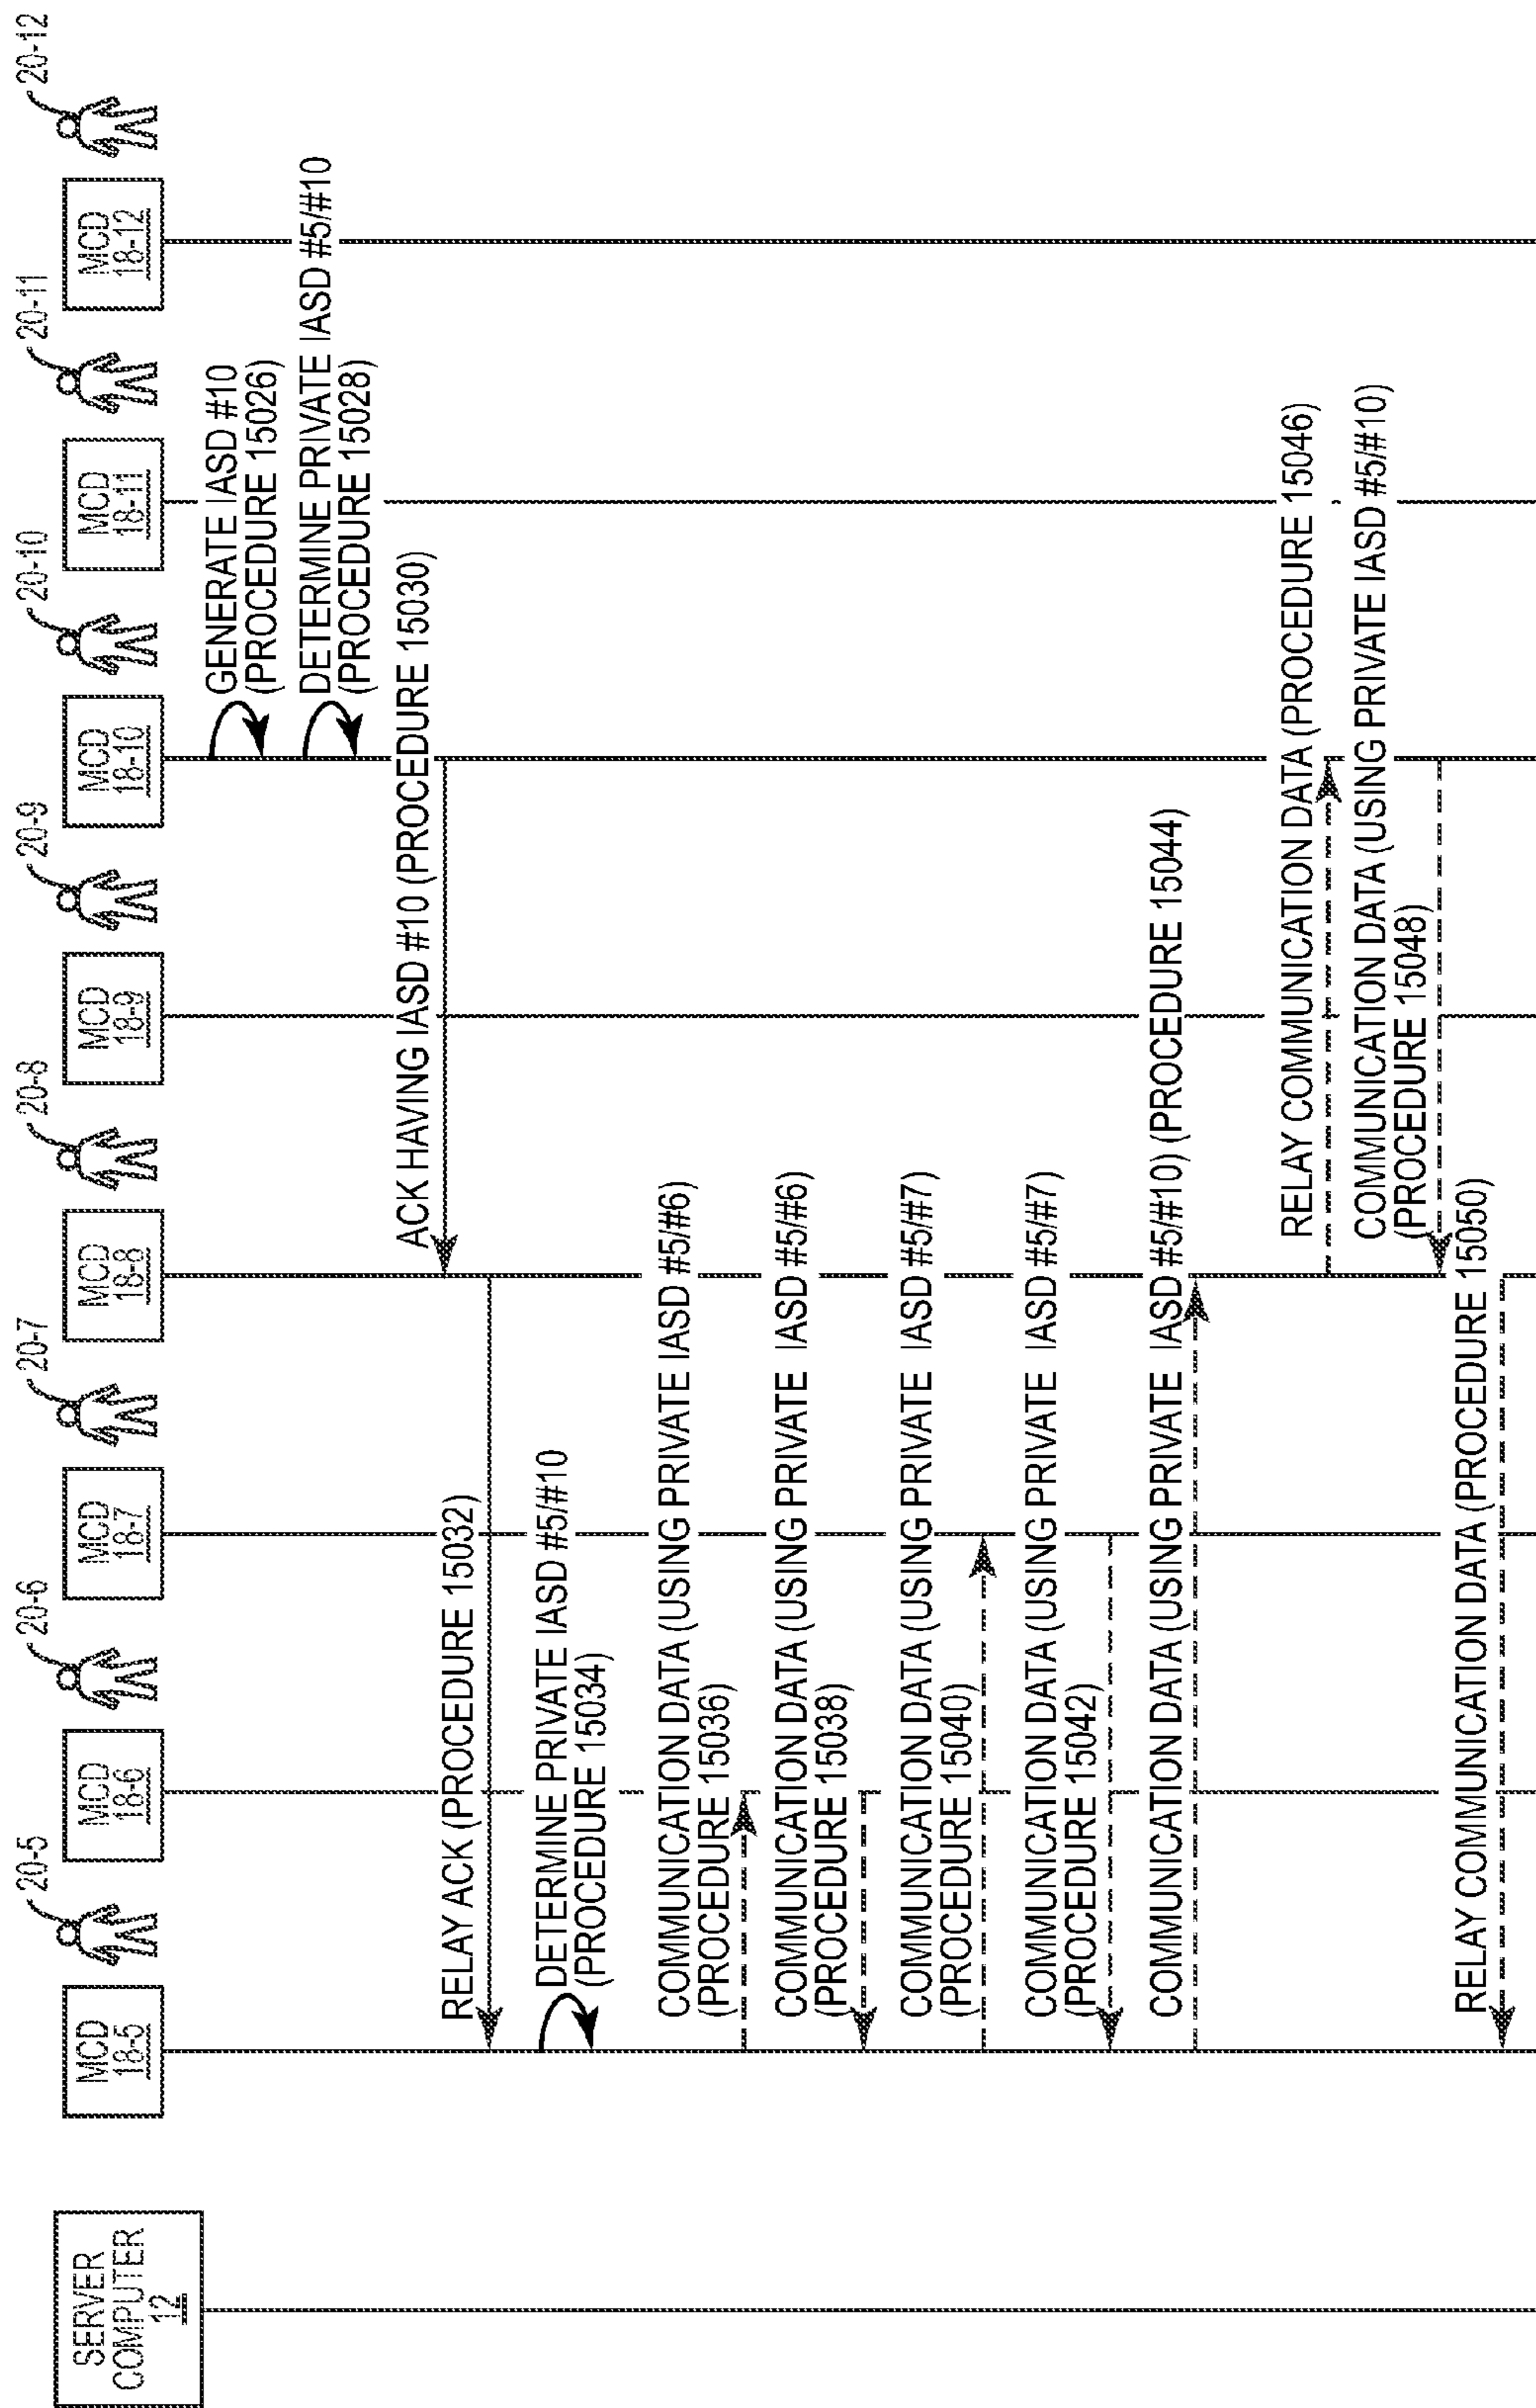 SERVER
COMPUTER
12
MCD
18-5
20-5
MCD
18-6
20-6
MCD
18-7
20-7
MCD
18-8
20-8
MCD
18-9
20-9
MCD
18-10
20-10
MCD
18-11
20-11
MCD
18-12
20-12
GENERATE IASD #10
(PROCEDURE 15026)
DETERMINE PRIVATE IASD #5/#10
(PROCEDURE 15028)
ACK HAVING IASD #10 (PROCEDURE 15030)
RELAY ACK (PROCEDURE 15032)
DETERMINE PRIVATE IASD #5/#10
(PROCEDURE 15034)
COMMUNICATION DATA (USING PRIVATE IASD #5/#6)
(PROCEDURE 15036)
COMMUNICATION DATA (USING PRIVATE IASD #5/#6)
(PROCEDURE 15038)
COMMUNICATION DATA (USING PRIVATE IASD #5/#7)
(PROCEDURE 15040)
COMMUNICATION DATA (USING PRIVATE IASD #5/#7)
(PROCEDURE 15042)
COMMUNICATION DATA (USING PRIVATE IASD #5/#10) (PROCEDURE 15044)
RELAY COMMUNICATION DATA (PROCEDURE 15046)
COMMUNICATION DATA (USING PRIVATE IASD #5/#10)
(PROCEDURE 15048)
RELAY COMMUNICATION DATA (PROCEDURE 15050)